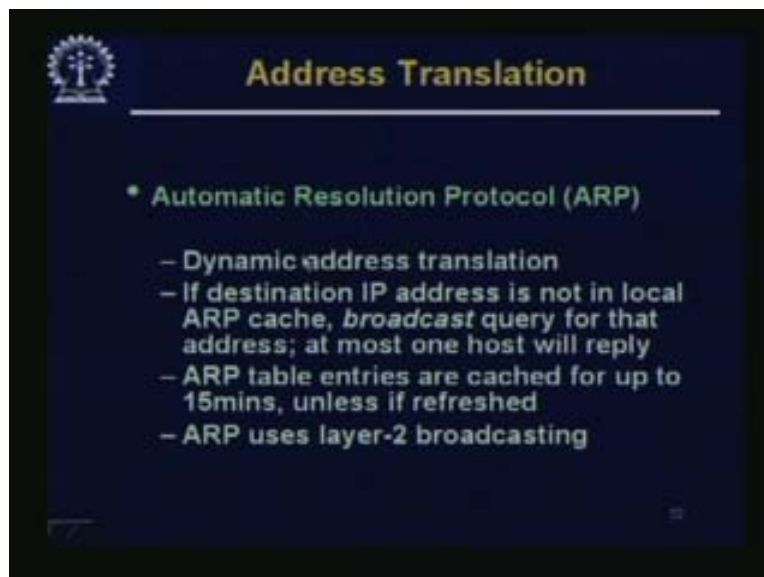 Address Translation
• Automatic Resolution Protocol (ARP)
– Dynamic address translation
– If destination IP address is not in local
ARP cache, broadcast query for that
address; at most one host will reply
– ARP table entries are cached for up to
15mins, unless if refreshed
– ARP uses layer-2 broadcasting